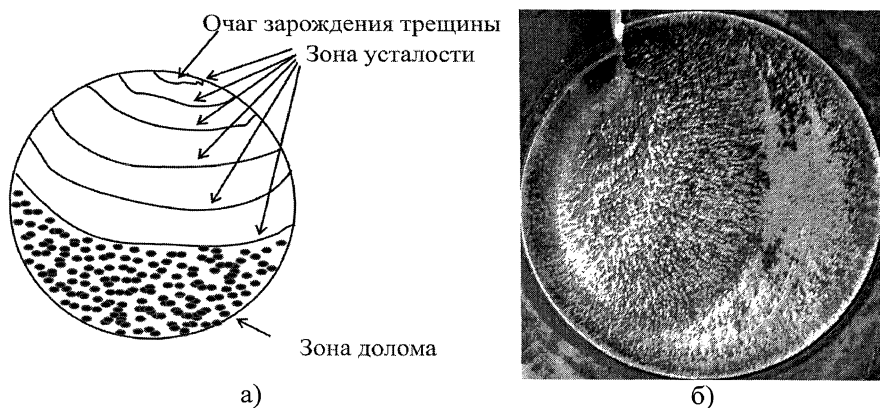 Очаг зарождения трещины
Зона усталости
Зона долома
а)
б)